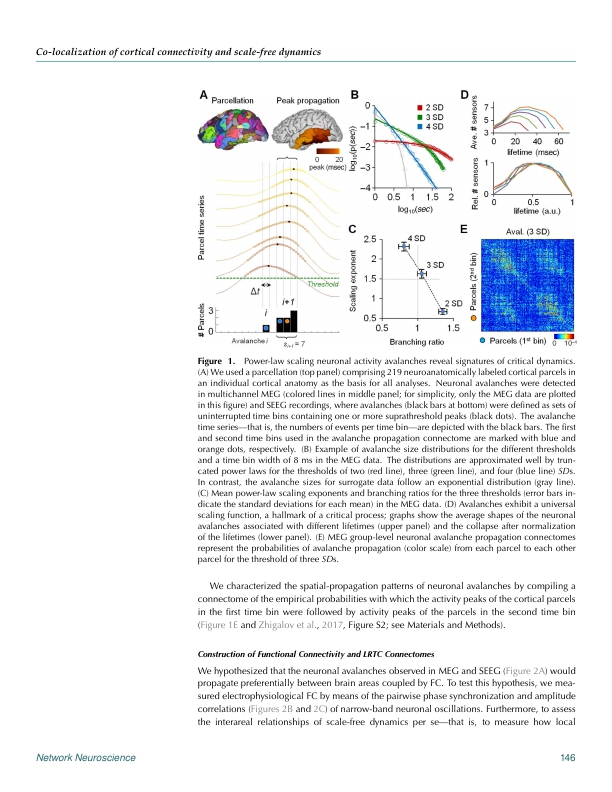 Co-localization of cortical connectivity and scale-free dynamics
A
Parcellation
Peak propagation
0 20
peak (msec)
Parcel time series
Threshold
Δt
i
i+1
# Parcels
3
0
Avalanche i
s_i,1 = 7
B
2 SD
3 SD
4 SD
0
−1
−2
−3
−4
log10(p(sec))
0 0.5 1 1.5 2
log10(sec)
C
2.5
2
1.5
1
0.5
Scaling exponent
4 SD
3 SD
2 SD
0.5 1 1.5
Branching ratio
D
Ave. # sensors
7
5
3
0 20 40 60
lifetime (msec)
Rel. # sensors
1
0
0 0.5 1
lifetime (a.u.)
E
Aval. (3 SD)
Parcels (2nd bin)
Parcels (1st bin)
0 10-4
Figure 1. Power-law scaling neuronal activity avalanches reveal signatures of critical dynamics.
(A) We used a parcellation (top panel) comprising 219 neuroanatomically labeled cortical parcels in
an individual cortical anatomy as the basis for all analyses. Neuronal avalanches were detected
in multichannel MEG (colored lines in middle panel; for simplicity, only the MEG data are plotted
in this figure) and SEEG recordings, where avalanches (black bars at bottom) were defined as sets of
uninterrupted time bins containing one or more suprathreshold peaks (black dots). The avalanche
time series—that is, the numbers of events per time bin—are depicted with the black bars. The first
and second time bins used in the avalanche propagation connectome are marked with blue and
orange dots, respectively. (B) Example of avalanche size distributions for the different thresholds
and a time bin width of 8 ms in the MEG data. The distributions are approximated well by trun-
cated power laws for the thresholds of two (red line), three (green line), and four (blue line) SDs.
In contrast, the avalanche sizes for surrogate data follow an exponential distribution (gray line).
(C) Mean power-law scaling exponents and branching ratios for the three thresholds (error bars in-
dicate the standard deviations for each mean) in the MEG data. (D) Avalanches exhibit a universal
scaling function, a hallmark of a critical process; graphs show the average shapes of the neuronal
avalanches associated with different lifetimes (upper panel) and the collapse after normalization
of the lifetimes (lower panel). (E) MEG group-level neuronal avalanche propagation connectomes
represent the probabilities of avalanche propagation (color scale) from each parcel to each other
parcel for the threshold of three SDs.
We characterized the spatial-propagation patterns of neuronal avalanches by compiling a
connectome of the empirical probabilities with which the activity peaks of the cortical parcels
in the first time bin were followed by activity peaks of the parcels in the second time bin
(Figure 1E and Zhigalov et al., 2017, Figure S2; see Materials and Methods).
Construction of Functional Connectivity and LRTC Connectomes
We hypothesized that the neuronal avalanches observed in MEG and SEEG (Figure 2A) would
propagate preferentially between brain areas coupled by FC. To test this hypothesis, we mea-
sured electrophysiological FC by means of the pairwise phase synchronization and amplitude
correlations (Figures 2B and 2C) of narrow-band neuronal oscillations. Furthermore, to assess
the interareal relationships of scale-free dynamics per se—that is, to measure how local
Network Neuroscience
146